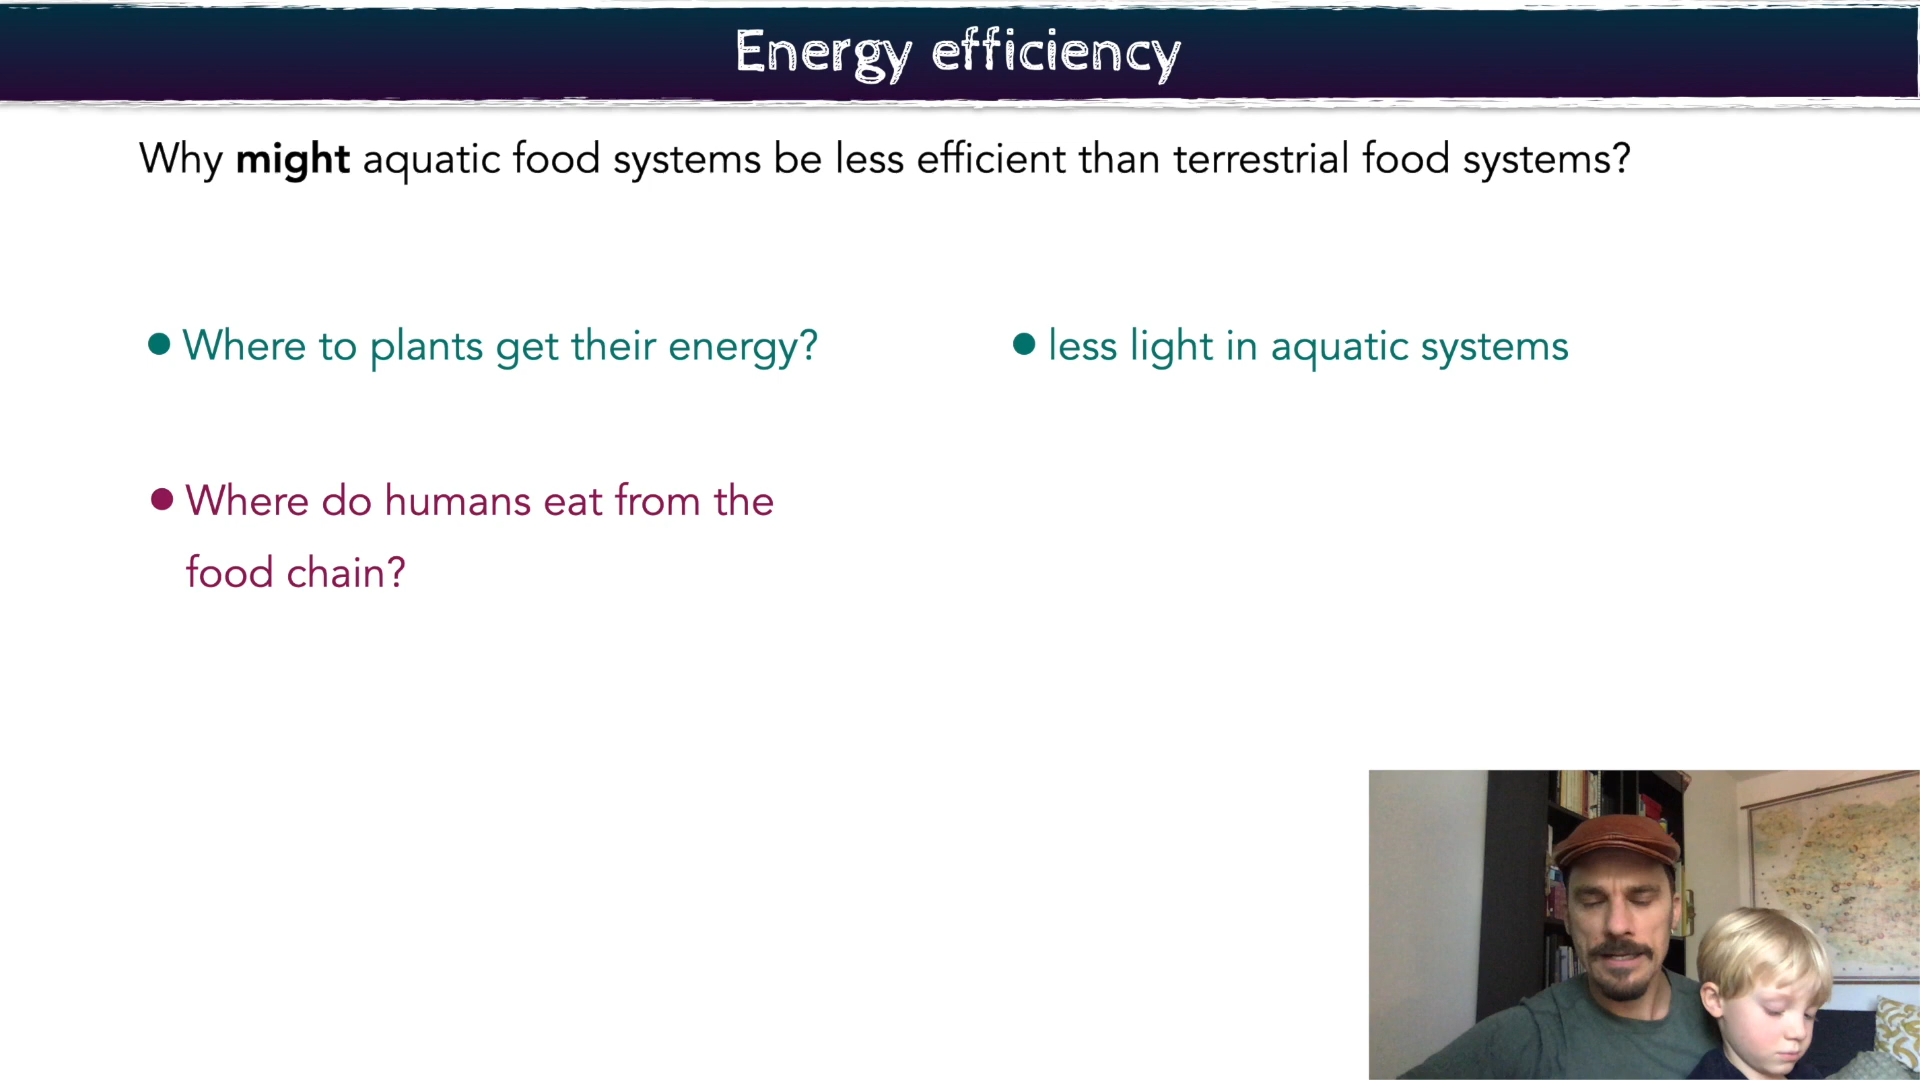 Energy efficiency
Why might aquatic food systems be less efficient than terrestrial food systems?
● Where to plants get their energy?
● less light in aquatic systems
● Where do humans eat from the
food chain?